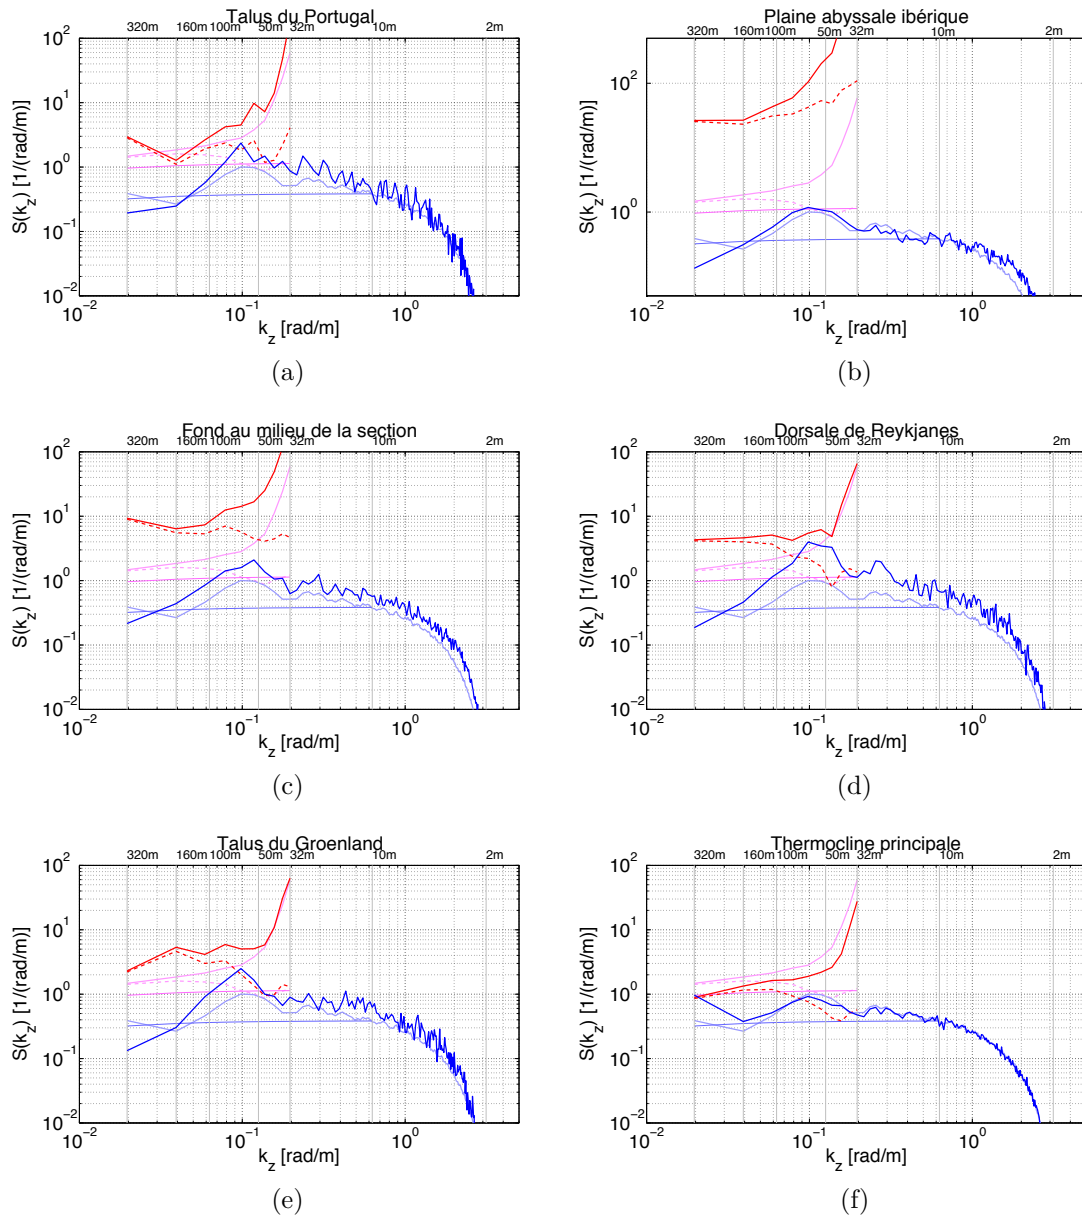 Talus du Portugal
320m 160m 100m 50m 32m 10m 2m
10^2
10^1
10^0
10^-1
10^-2
S(k_z) [1/(rad/m)]
10^-2 10^-1 10^0
k_z [rad/m]
(a)
Plaine abyssale ibérique
320m 160m 100m 50m 32m 10m 2m
10^2
10^0
S(k_z) [1/(rad/m)]
10^-2 10^-1 10^0
k_z [rad/m]
(b)
Fond au milieu de la section
320m 160m 100m 50m 32m 10m 2m
10^2
10^1
10^0
10^-1
10^-2
S(k_z) [1/(rad/m)]
10^-2 10^-1 10^0
k_z [rad/m]
(c)
Dorsale de Reykjanes
320m 160m 100m 50m 32m 10m 2m
10^2
10^1
10^0
10^-1
10^-2
S(k_z) [1/(rad/m)]
10^-2 10^-1 10^0
k_z [rad/m]
(d)
Talus du Groenland
320m 160m 100m 50m 32m 10m 2m
10^2
10^1
10^0
10^-1
10^-2
S(k_z) [1/(rad/m)]
10^-2 10^-1 10^0
k_z [rad/m]
(e)
Thermocline principale
320m 160m 100m 50m 32m 10m 2m
10^2
10^1
10^0
10^-1
10^-2
S(k_z) [1/(rad/m)]
10^-2 10^-1 10^0
k_z [rad/m]
(f)